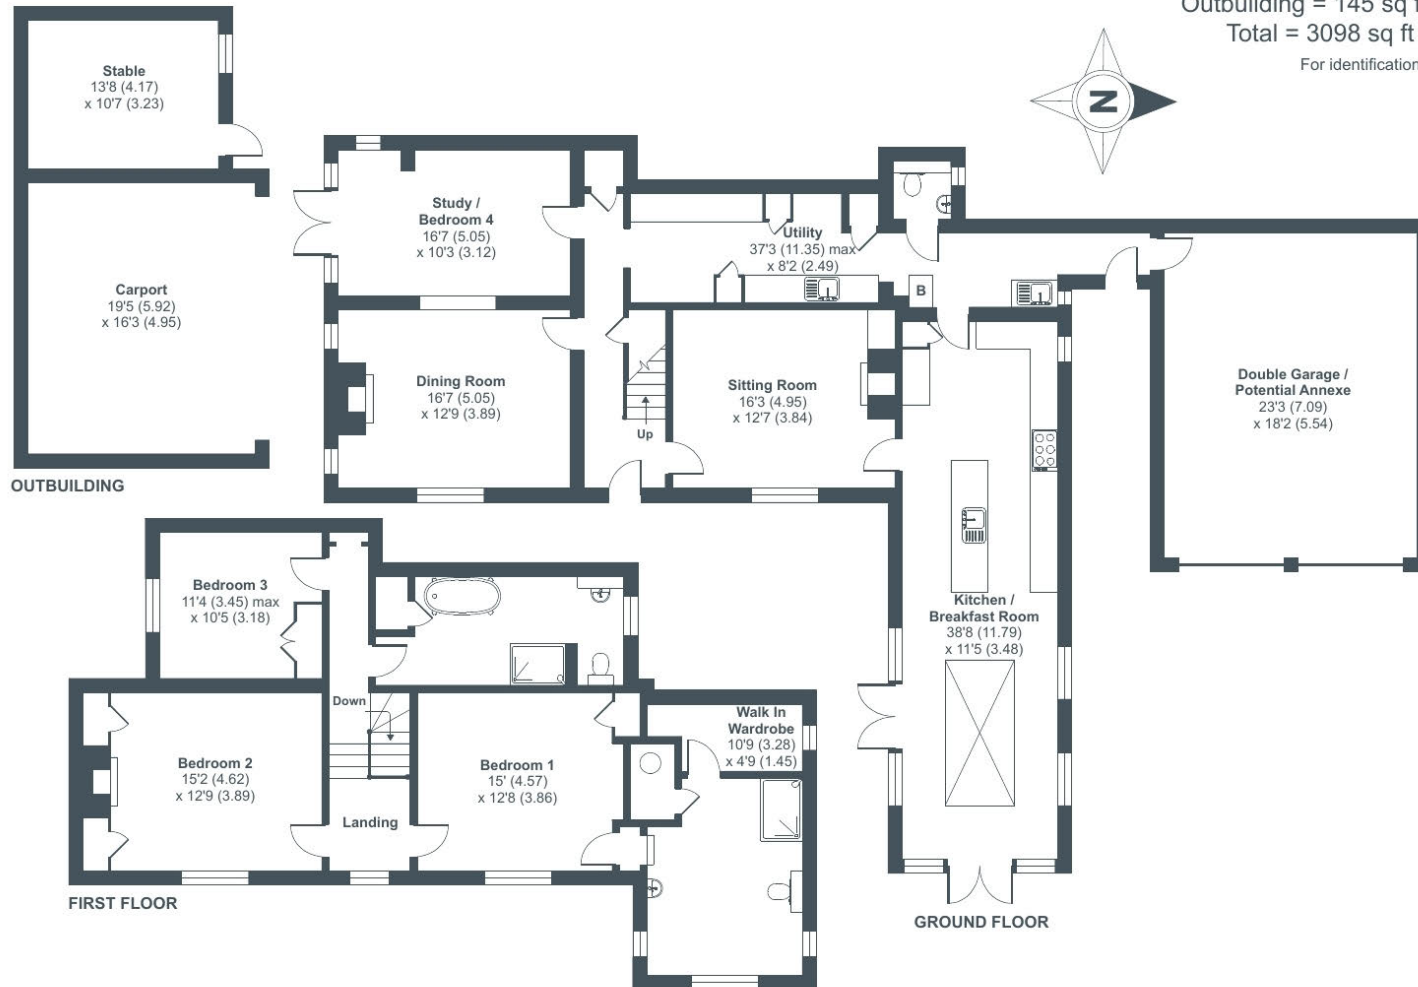 Outbuilding = 145 sq f
Total = 3098 sq ft
For identification
N
Stable
13'8 (4.17)
x 10'7 (3.23)
Carport
19'5 (5.92)
x 16'3 (4.95)
OUTBUILDING
Study /
Bedroom 4
16'7 (5.05)
x 10'3 (3.12)
Utility
37'3 (11.35) max
x 8'2 (2.49)
B
Dining Room
16'7 (5.05)
x 12'9 (3.89)
Up
Sitting Room
16'3 (4.95)
x 12'7 (3.84)
Double Garage /
Potential Annexe
23'3 (7.09)
x 18'2 (5.54)
Kitchen /
Breakfast Room
38'8 (11.79)
x 11'5 (3.48)
GROUND FLOOR
Bedroom 3
11'4 (3.45) max
x 10'5 (3.18)
Down
Bedroom 2
15'2 (4.62)
x 12'9 (3.89)
Landing
Bedroom 1
15' (4.57)
x 12'8 (3.86)
Walk In
Wardrobe
10'9 (3.28)
x 4'9 (1.45)
FIRST FLOOR